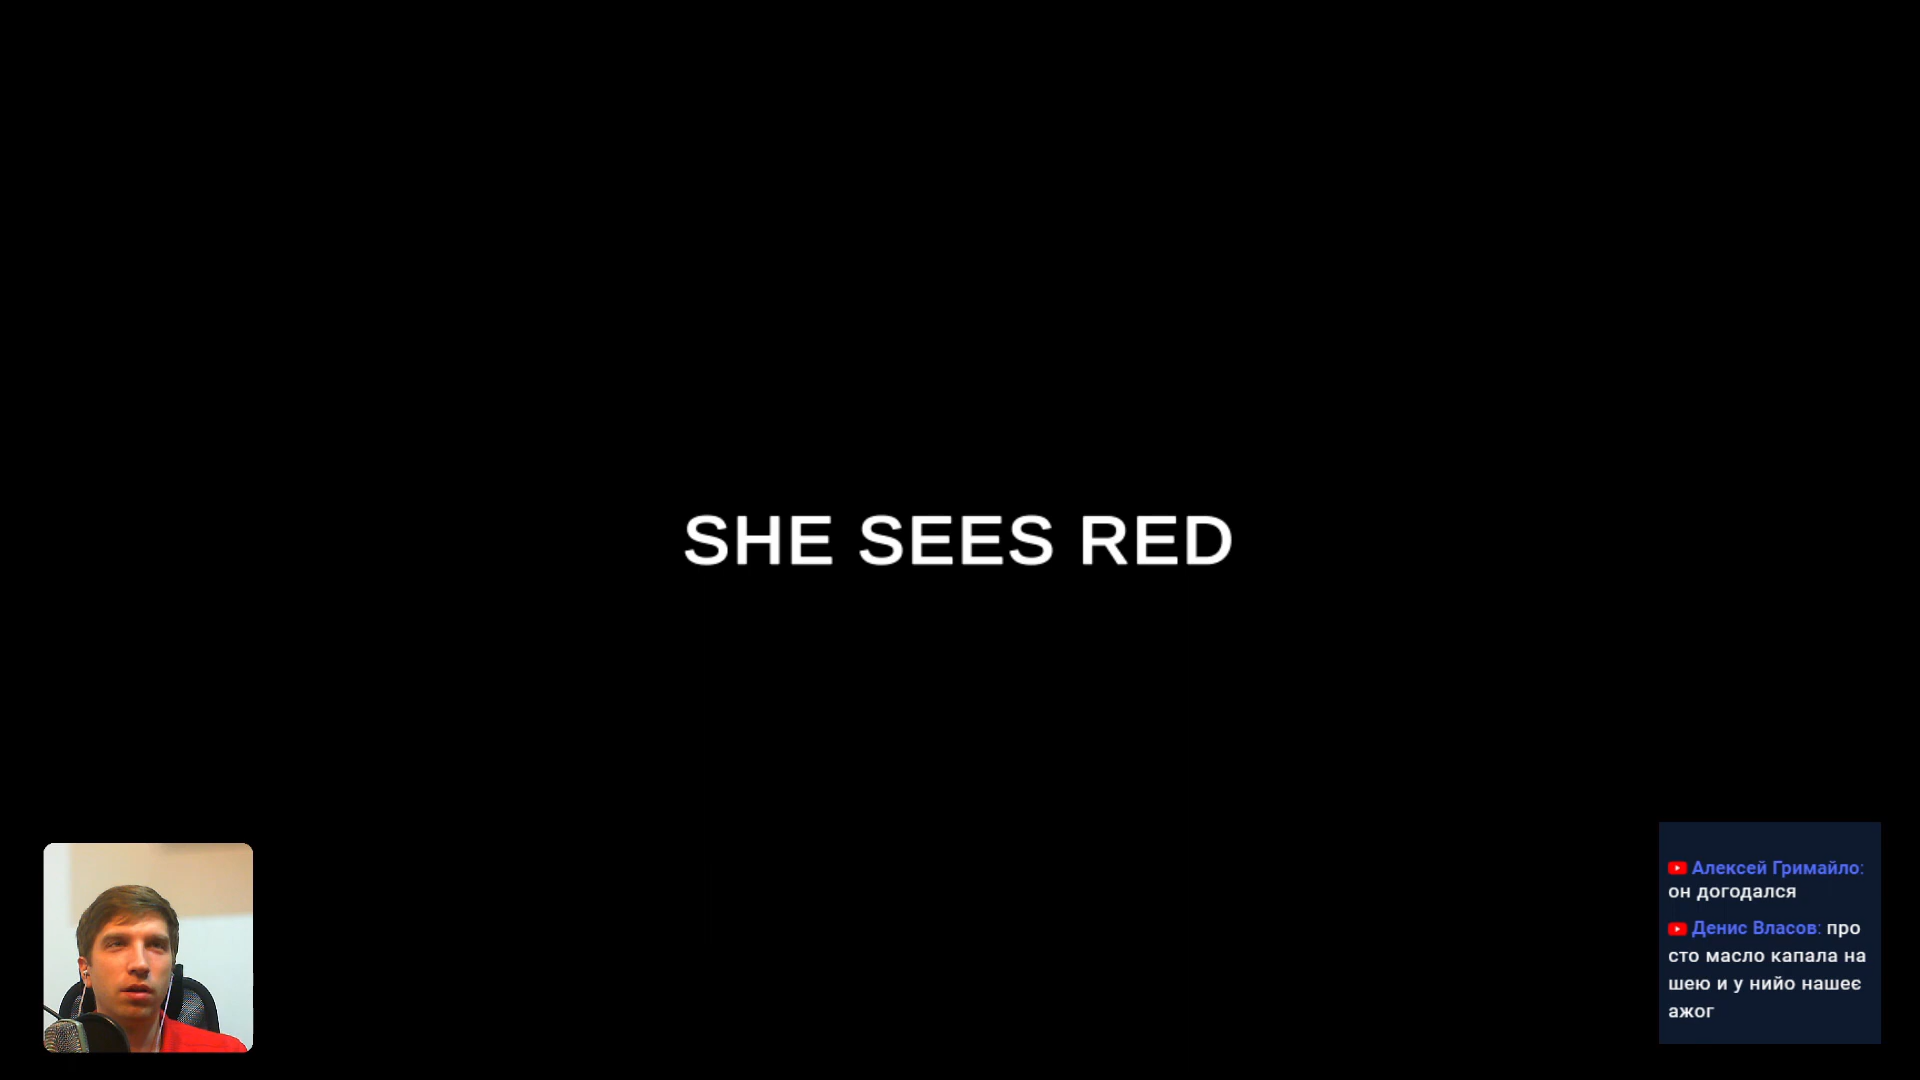 SHE SEES RED
Алексей Гримайло:
он догодался
Денис Власов: про
сто масло капала на
шею и у нийо нашеє
ажог